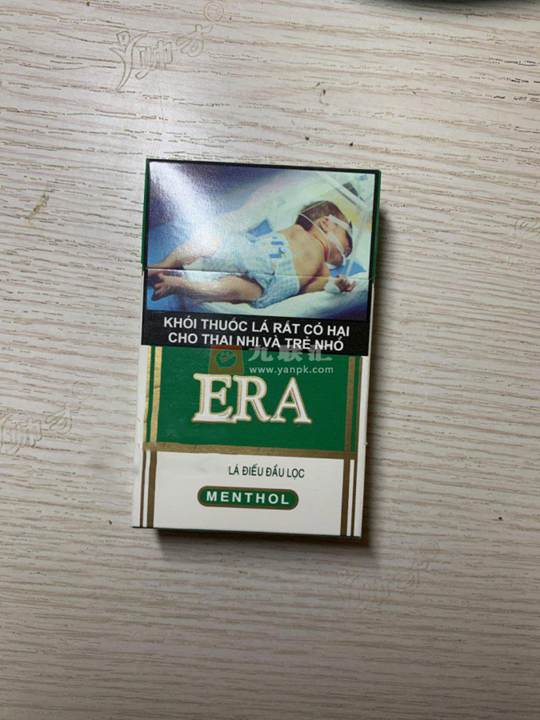 KHÓI THUỐC LÁ RẤT CÓ HẠI
CHO THAI NHI VÀ TRẺ NHỎ
www.yanpk.com
ERA
LÁ ĐIẾU ĐẦU LỌC
MENTHOL